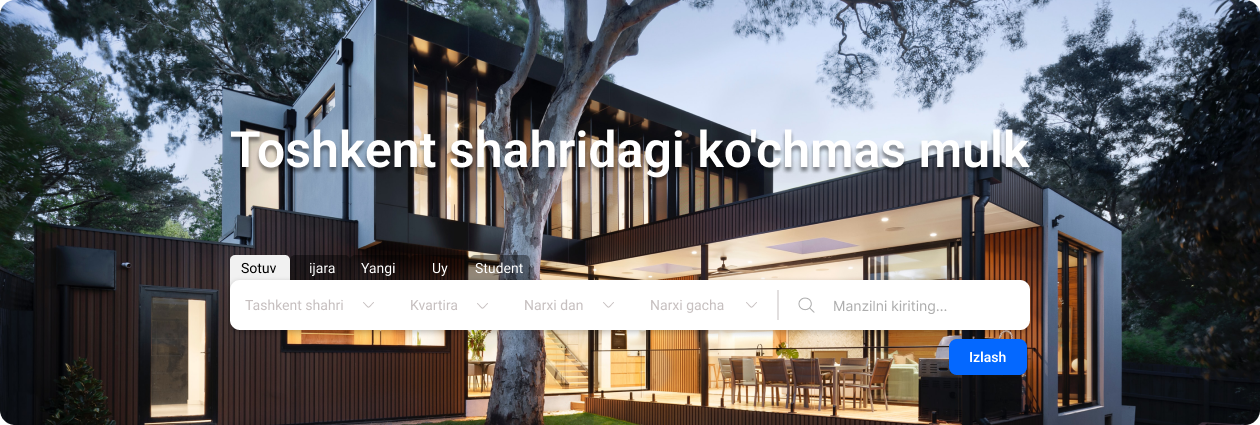 Toshkent shahridagi ko'chmas mulk
Sotuv ijara Yangi Uy Student
Tashkent shahri Kvartira Narxi dan Narxi gacha Manzilni kiriting...
Izlash